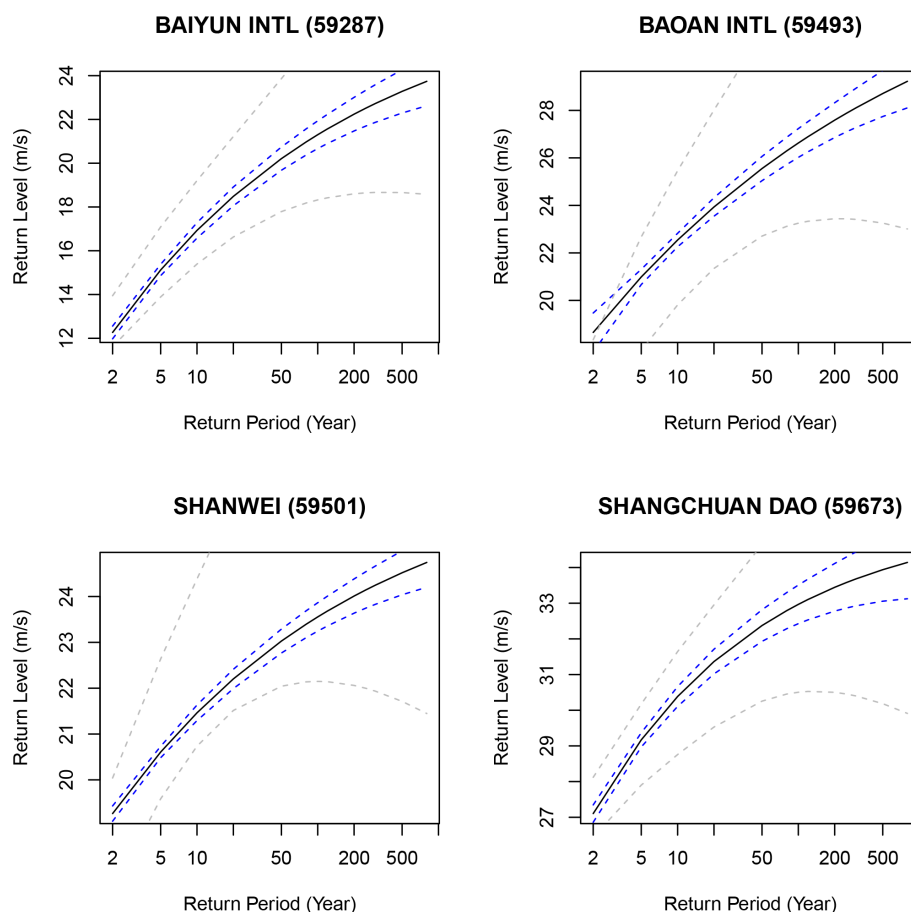 BAIYUN INTL (59287)
Return Level (m/s)
24
22
20
18
16
14
12
2 5 10 50 200 500
Return Period (Year)
BAOAN INTL (59493)
Return Level (m/s)
28
26
24
22
20
2 5 10 50 200 500
Return Period (Year)
SHANWEI (59501)
Return Level (m/s)
24
23
22
21
20
2 5 10 50 200 500
Return Period (Year)
SHANGCHUAN DAO (59673)
Return Level (m/s)
33
31
29
27
2 5 10 50 200 500
Return Period (Year)